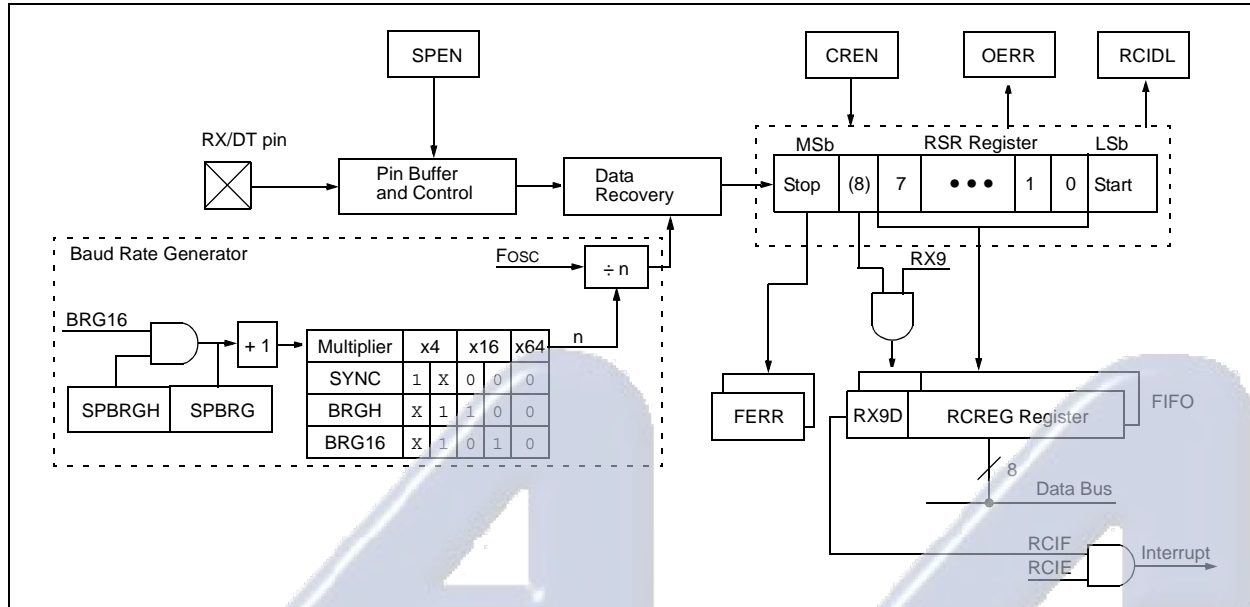 SPEN
CREN
OERR
RCIDL
RX/DT pin
MSb
RSR Register
LSb
Pin Buffer
and Control
Data
Recovery
Stop (8) 7 ••• 1 0 Start
Baud Rate Generator
FOSC
÷ n
RX9
BRG16
+ 1
n
Multiplier x4 x16 x64
SYNC 1 X 0 0 0
BRGH X 1 1 0 0
BRG16 X 1 0 1 0
SPBRGH SPBRG
FERR
RX9D RCREG Register
FIFO
8
Data Bus
RCIF
RCIE
Interrupt